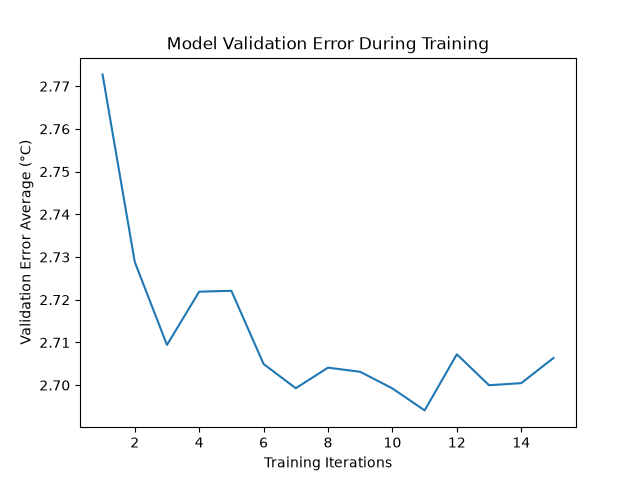 Model Validation Error During Training
Validation Error Average (°C)
2.77
2.76
2.75
2.74
2.73
2.72
2.71
2.70
2 4 6 8 10 12 14
Training Iterations